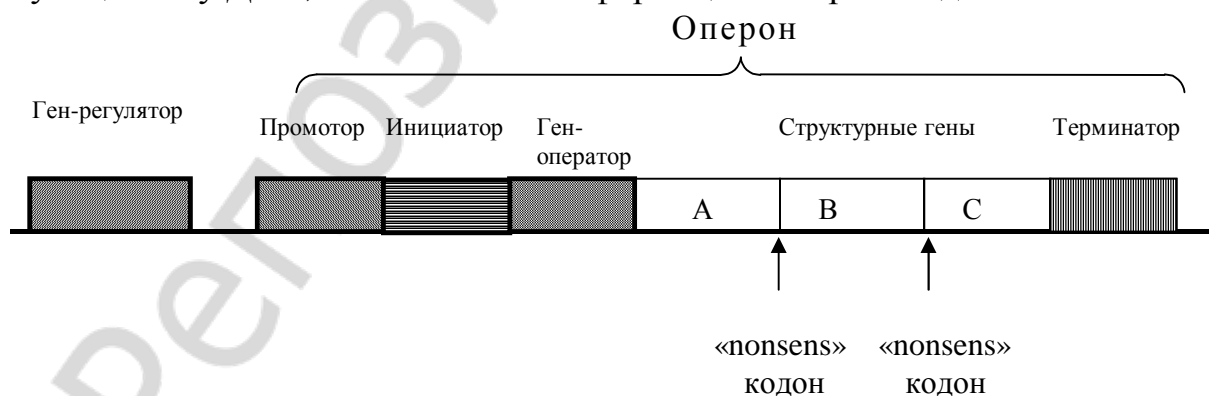 Оперон
Ген-регулятор
Промотор Инициатор Ген-
оператор
Структурные гены
Терминатор
А В С
«nonsens» «nonsens»
кодон кодон